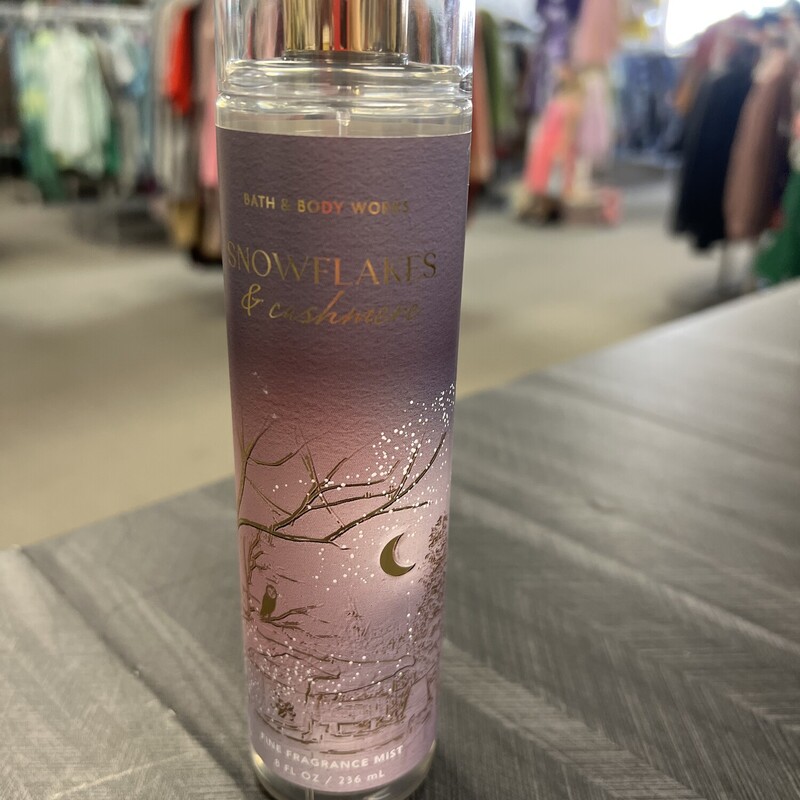 BATH & BODY WORKS
SNOWFLAKES
& cashmere
FINE FRAGRANCE MIST
8 FL OZ / 236 mL